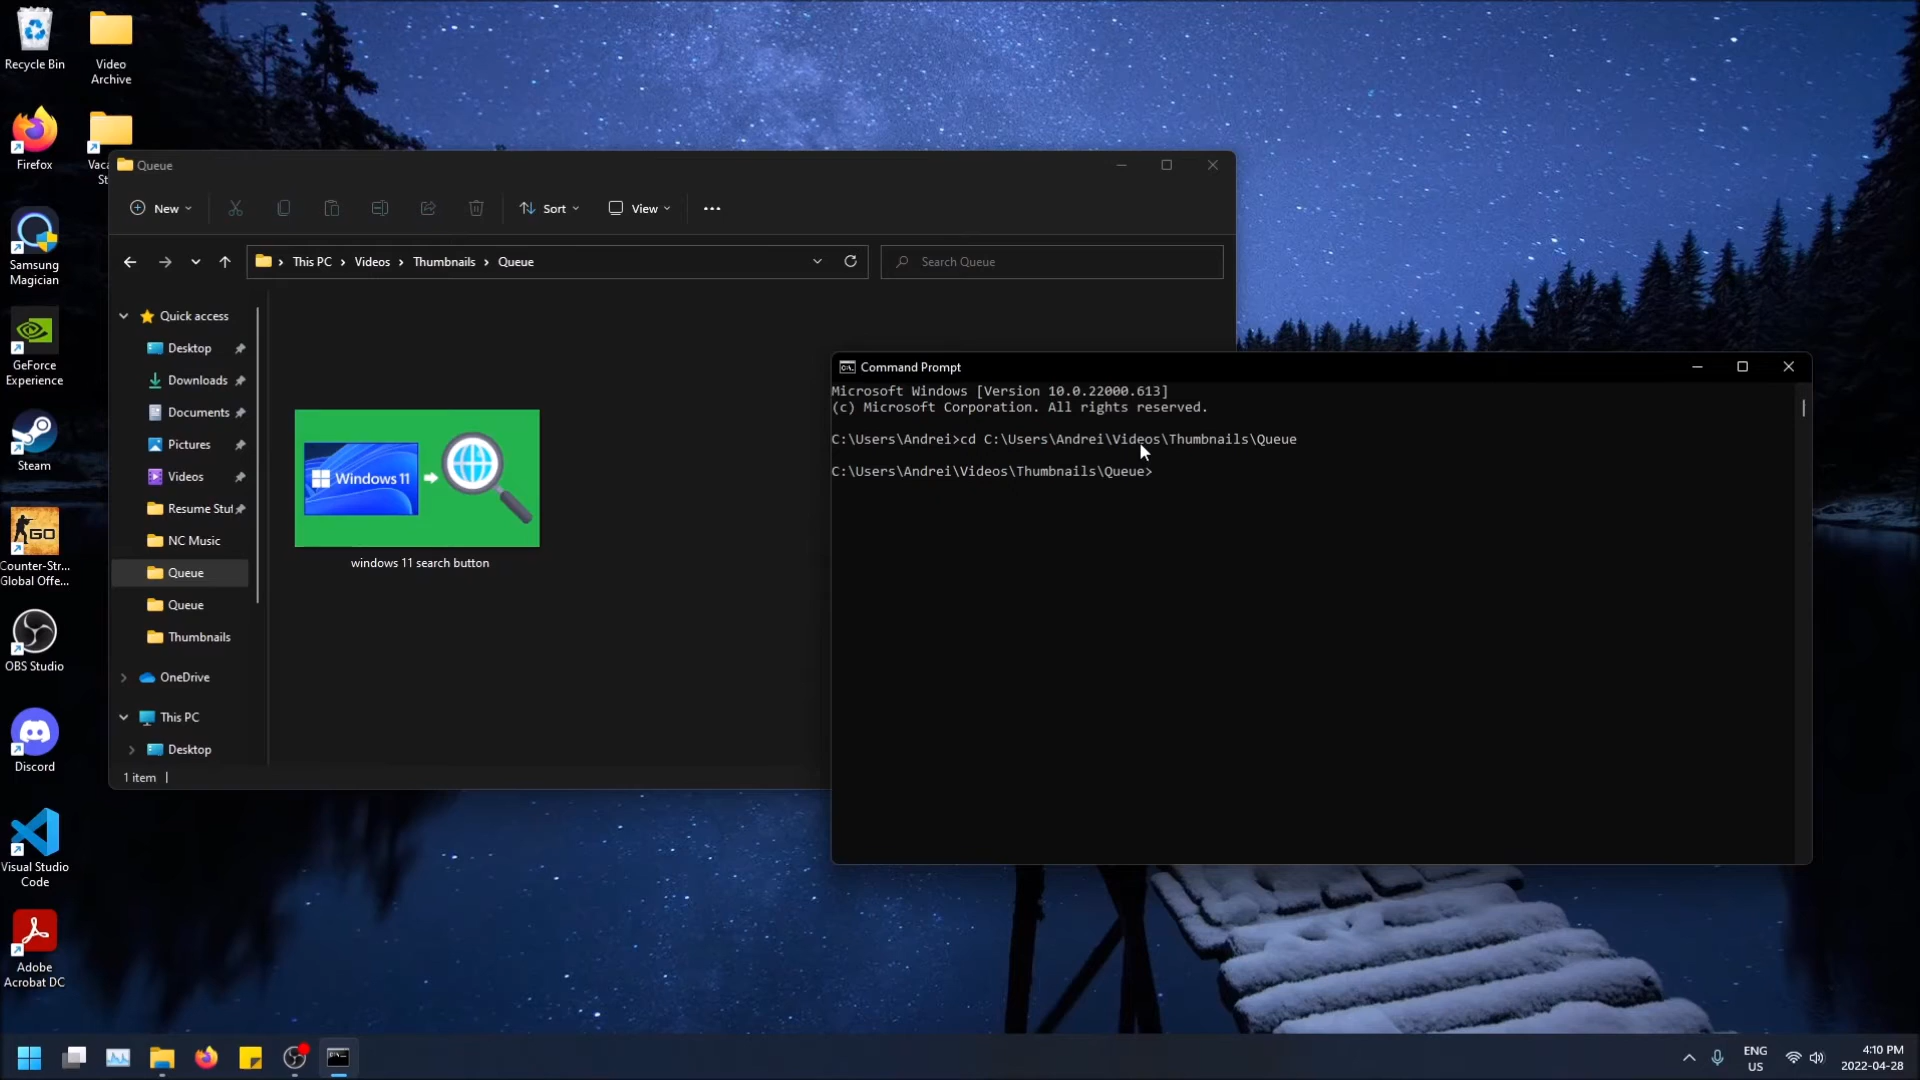 Recycle Bin
Video
Archive
Firefox
Vaca
St
Samsung
Magician
GeForce
Experience
Steam
GO
Counter-Str...
Global Offe...
OBS Studio
Discord
Visual Studio
Code
Adobe
Acrobat DC
Queue
New
Sort
View
This PC
Videos
Thumbnails
Queue
Search Queue
Quick access
Desktop
Downloads
Documents
Pictures
Videos
Resume Stuf
NC Music
Queue
Queue
Thumbnails
OneDrive
This PC
Desktop
1 item
Windows 11
windows 11 search button
Command Prompt
Microsoft Windows [Version 10.0.22000.613]
(c) Microsoft Corporation. All rights reserved.
C:\Users\Andrei>cd C:\Users\Andrei\Videos\Thumbnails\Queue
C:\Users\Andrei\Videos\Thumbnails\Queue>
ENG
US
4:10 PM
2022-04-28